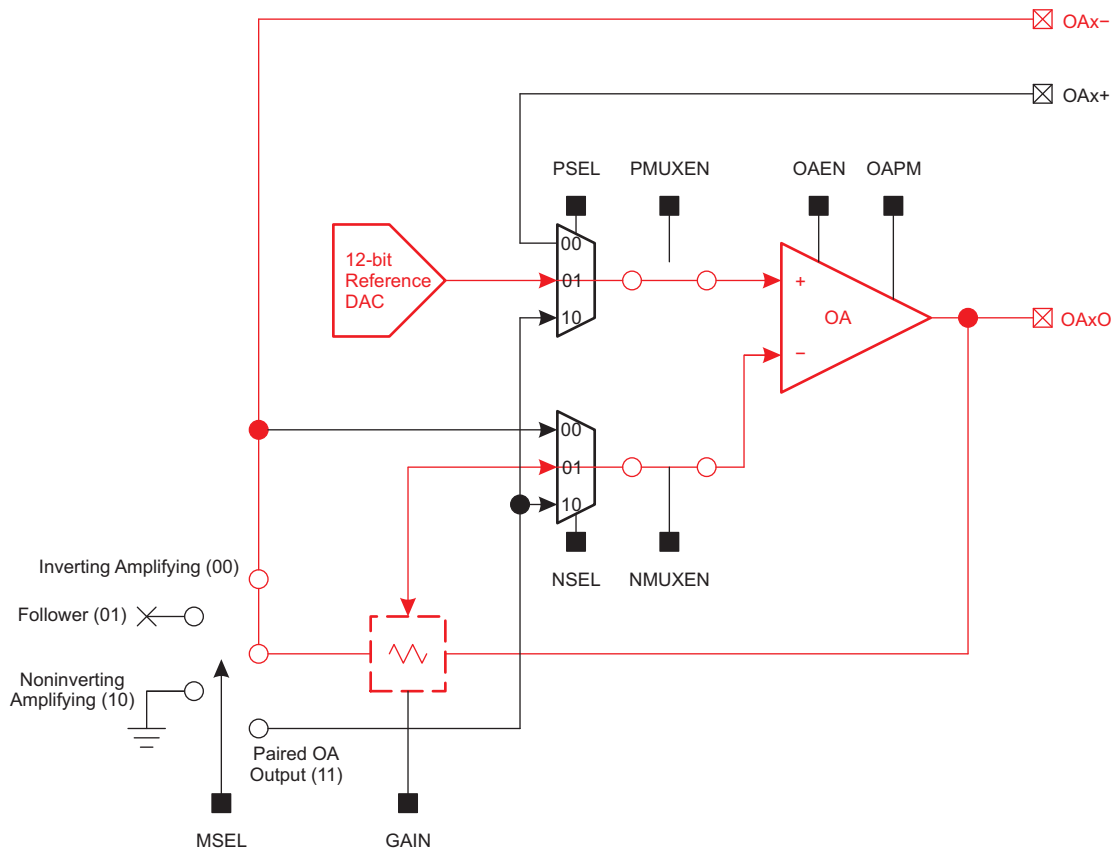 OAx−
OAx+
PSEL
PMUXEN
OAEN
OAPM
00
12-bit
Reference
DAC
01
+
10
OA
OAxO
−
00
01
10
Inverting Amplifying (00)
NSEL
NMUXEN
Follower (01)
Noninverting
Amplifying (10)
Paired OA
Output (11)
MSEL
GAIN